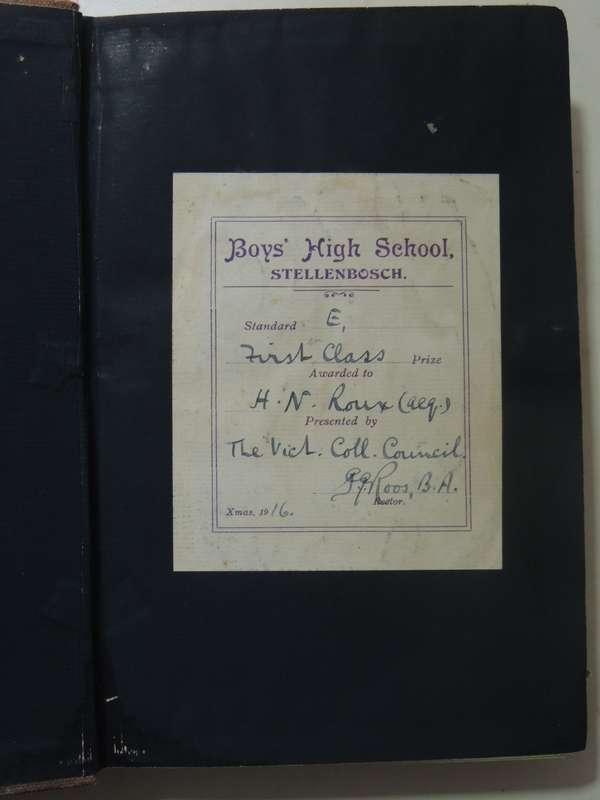 Boys' High School,
STELLENBOSCH.
Standard E,
First Class Prize
Awarded to
H. N. Roux (aeq.)
Presented by
The Vict. Coll. Council.
P.J. Roos, B.A.
Rector.
Xmas, 1916.